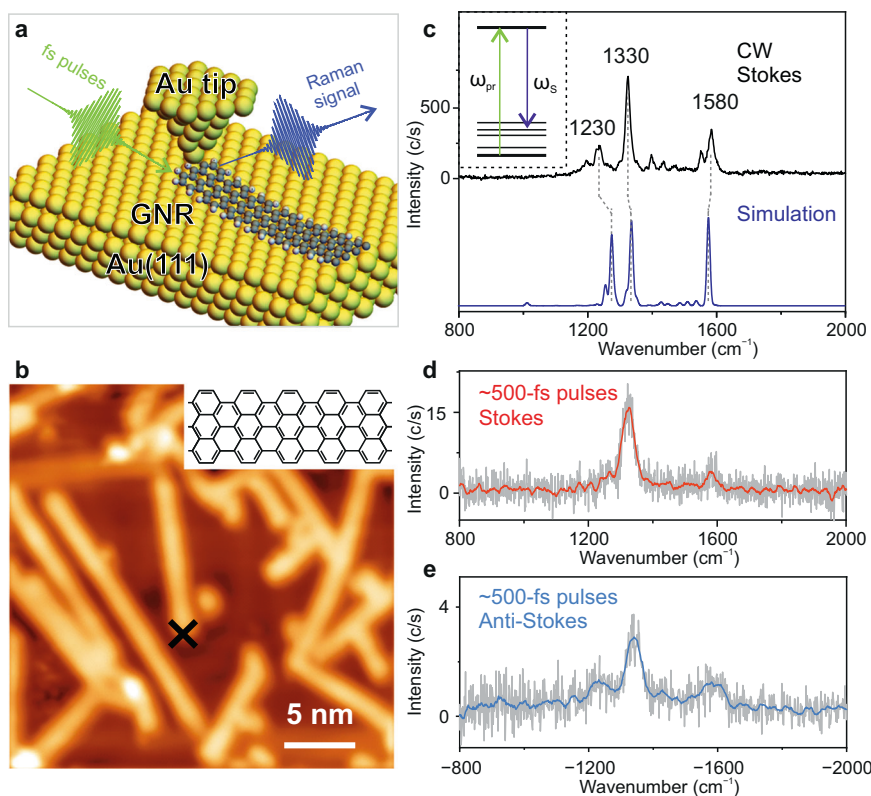 a
fs pulses
Au tip
Raman
signal
GNR
Au(111)
b
5 nm
c
ωpr
ωS
1230
1330
1580
CW
Stokes
500
0
Simulation
Intensity (c/s)
800
1200
1600
2000
Wavenumber (cm⁻¹)
d
~500-fs pulses
Stokes
15
0
Intensity (c/s)
800
1200
1600
2000
Wavenumber (cm⁻¹)
e
~500-fs pulses
Anti-Stokes
4
0
Intensity (c/s)
−800
−1200
−1600
−2000
Wavenumber (cm⁻¹)